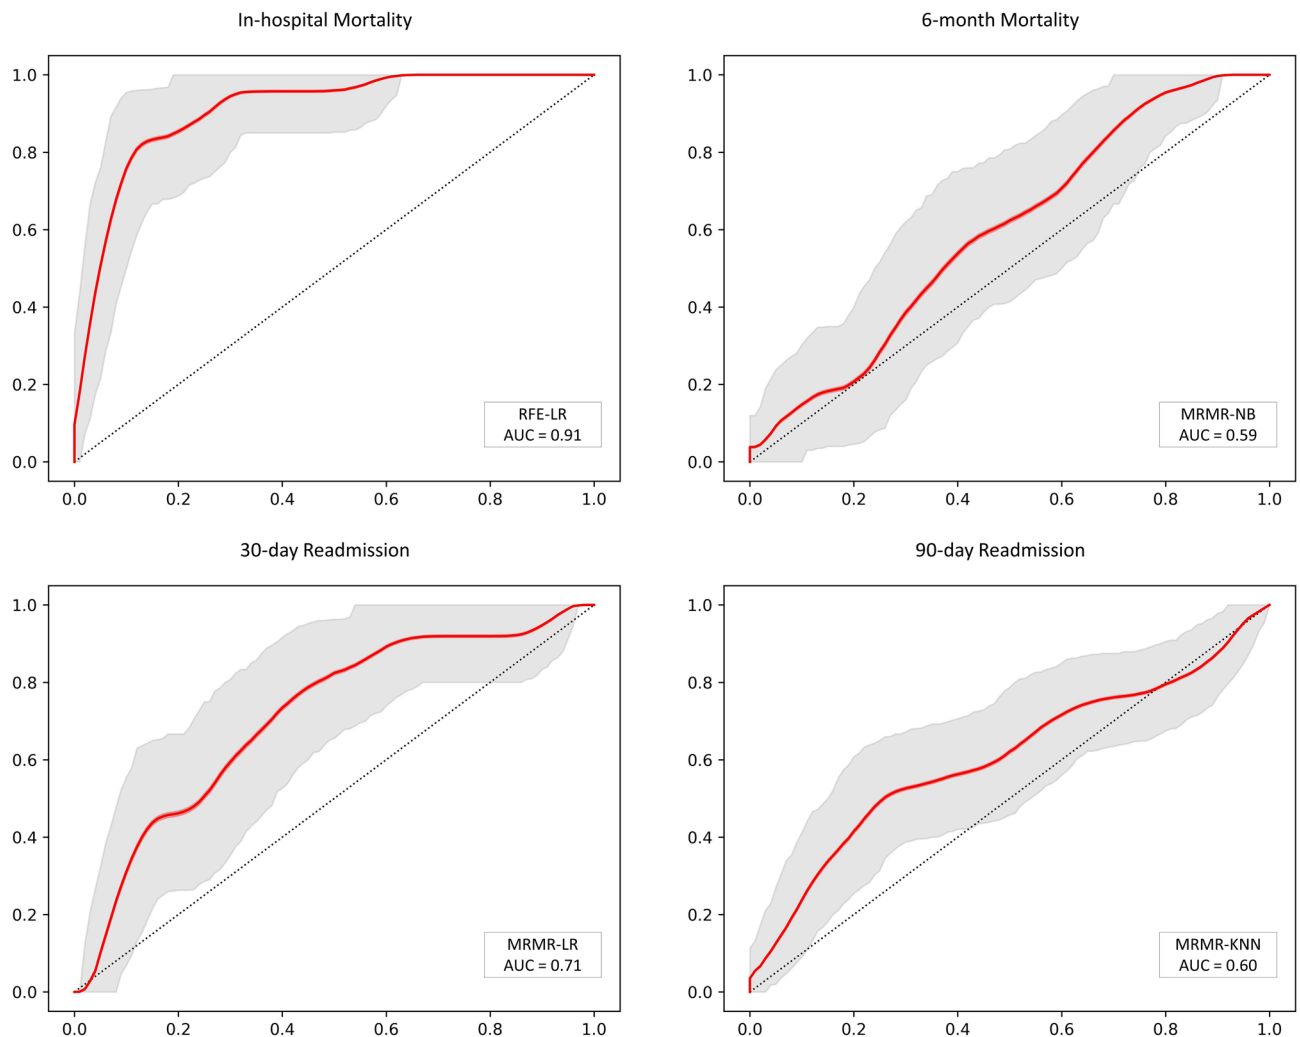 In-hospital Mortality
1.0
0.8
0.6
0.4
0.2
0.0
RFE-LR
AUC = 0.91
0.0 0.2 0.4 0.6 0.8 1.0
6-month Mortality
1.0
0.8
0.6
0.4
0.2
0.0
MRMR-NB
AUC = 0.59
0.0 0.2 0.4 0.6 0.8 1.0
30-day Readmission
1.0
0.8
0.6
0.4
0.2
0.0
MRMR-LR
AUC = 0.71
0.0 0.2 0.4 0.6 0.8 1.0
90-day Readmission
1.0
0.8
0.6
0.4
0.2
0.0
MRMR-KNN
AUC = 0.60
0.0 0.2 0.4 0.6 0.8 1.0